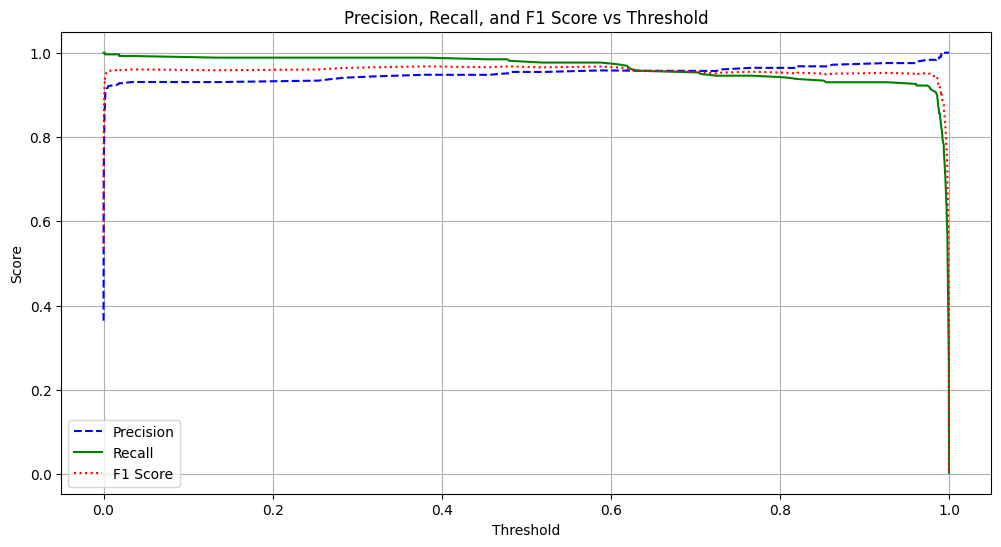 Precision, Recall, and F1 Score vs Threshold
1.0
0.8
0.6
0.4
0.2
0.0
Score
Precision
Recall
F1 Score
0.0 0.2 0.4 0.6 0.8 1.0
Threshold